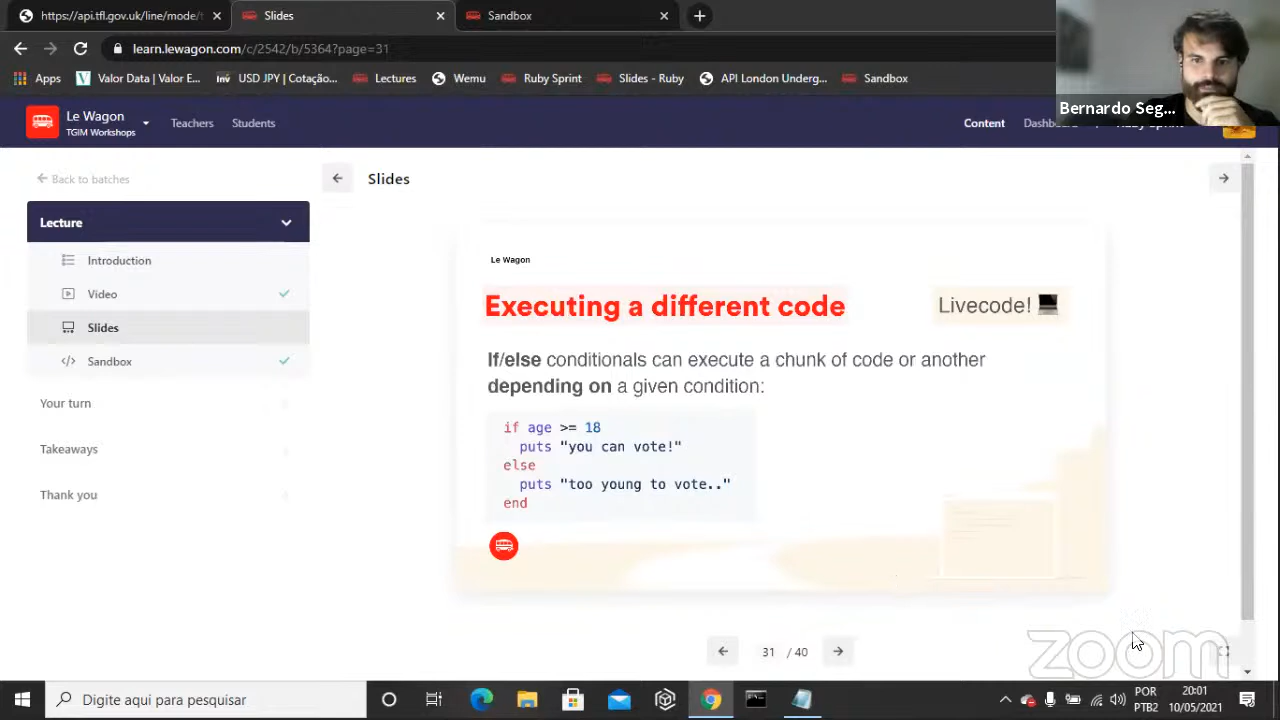 https://api.tfl.gov.uk/line/mode/t
Slides
Sandbox
learn.lewagon.com/c/2542/b/5364?page=31
Apps
Valor Data | Valor E...
USD JPY | Cotação...
Lectures
Wemu
Ruby Sprint
Slides - Ruby
API London Underg...
Sandbox
Bernardo Seg...
Le Wagon
TGIM Workshops
Teachers
Students
Content
Back to batches
Slides
Lecture
Introduction
Video
Slides
Sandbox
Your turn
Takeaways
Thank you
Le Wagon
Executing a different code
Livecode!
If/else conditionals can execute a chunk of code or another
depending on a given condition:
if age >= 18
puts "you can vote!"
else
puts "too young to vote.."
end
31 / 40
zoom
Digite aqui para pesquisar
POR
PTB2
20:01
10/05/2021